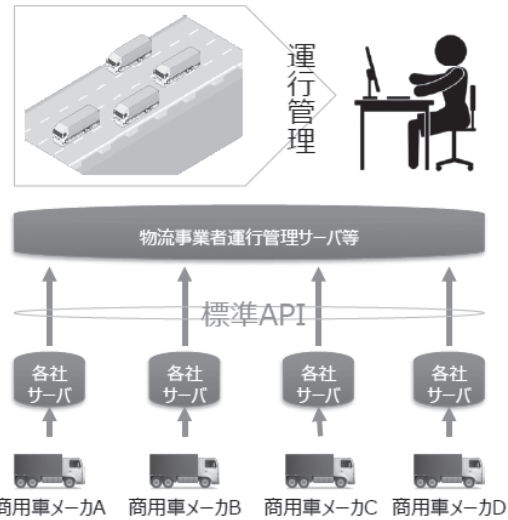 運行管理
物流事業者運行管理サーバ等
標準API
各社
サーバ
各社
サーバ
各社
サーバ
各社
サーバ
商用車メーカA
商用車メーカB
商用車メーカC
商用車メーカD